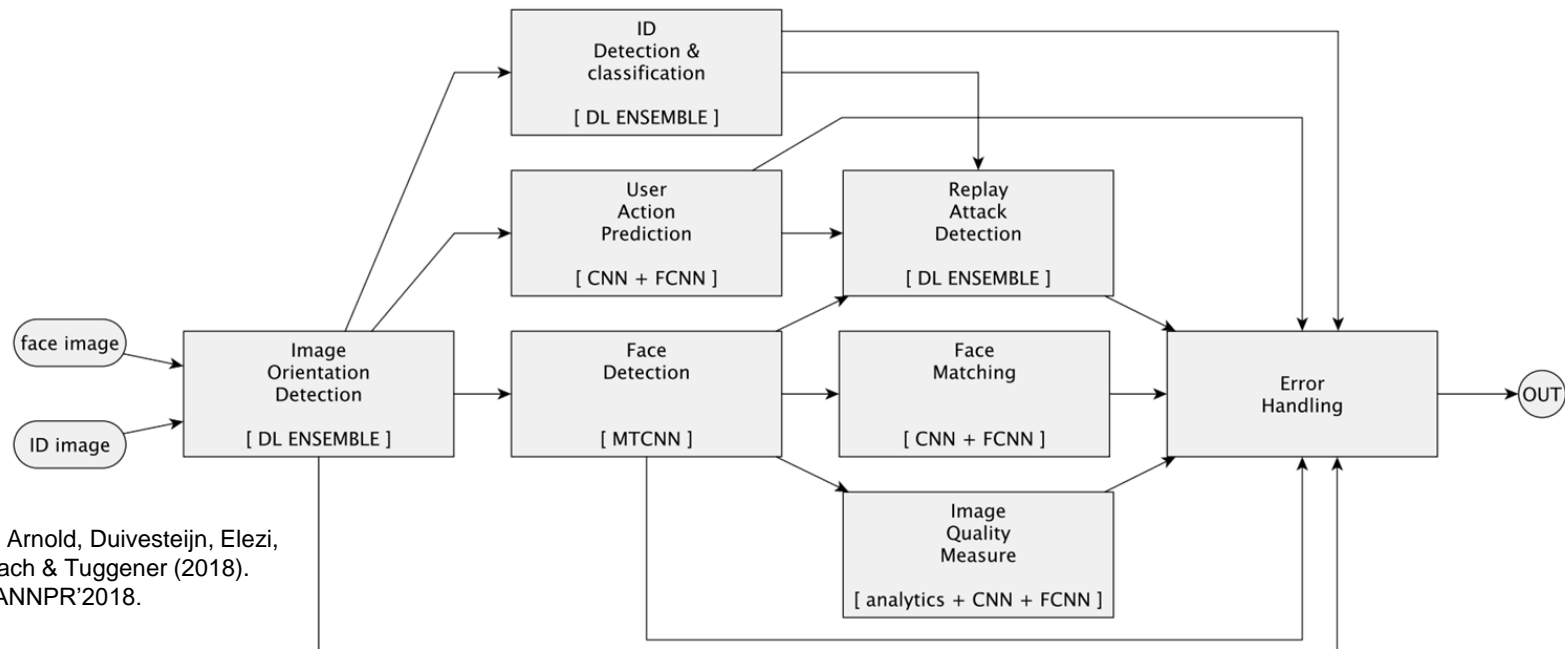 ID
Detection &
classification
[ DL ENSEMBLE ]
User
Action
Prediction
[ CNN + FCNN ]
Replay
Attack
Detection
[ DL ENSEMBLE ]
face image
ID image
Image
Orientation
Detection
[ DL ENSEMBLE ]
Face
Detection
[ MTCNN ]
Face
Matching
[ CNN + FCNN ]
Error
Handling
OUT
Image
Quality
Measure
[ analytics + CNN + FCNN ]
Arnold, Duivesteijn, Elezi,
ach & Tuggener (2018).
ANNPR'2018.